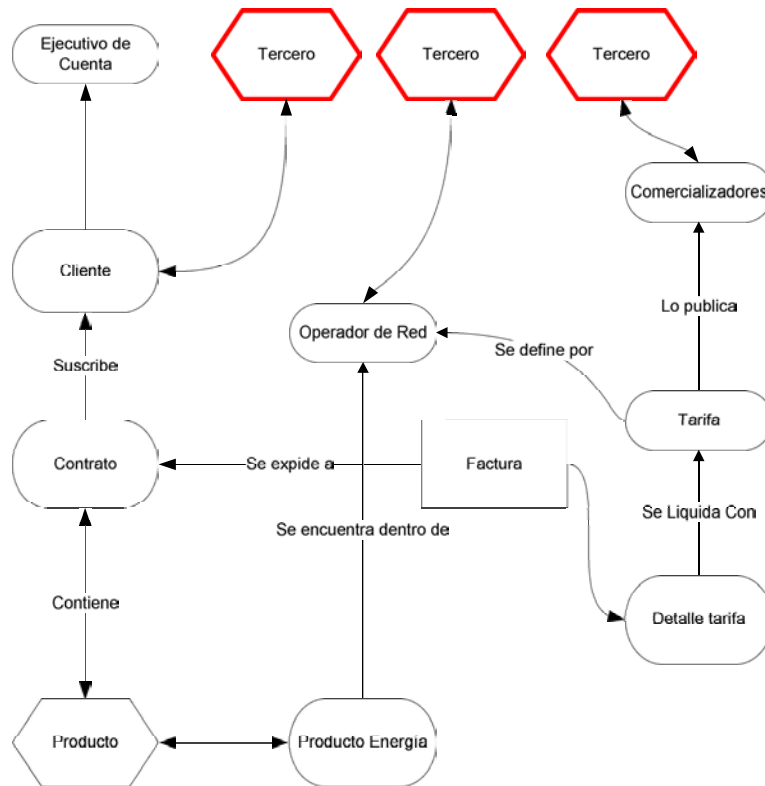 Ejecutivo de
Cuenta
Tercero
Tercero
Tercero
Comercializadores
Cliente
Lo publica
Operador de Red
Se define por
Suscribe
Tarifa
Contrato
Se expide a
Factura
Se Liquida Con
Se encuentra dentro de
Contiene
Detalle tarifa
Producto
Producto Energía